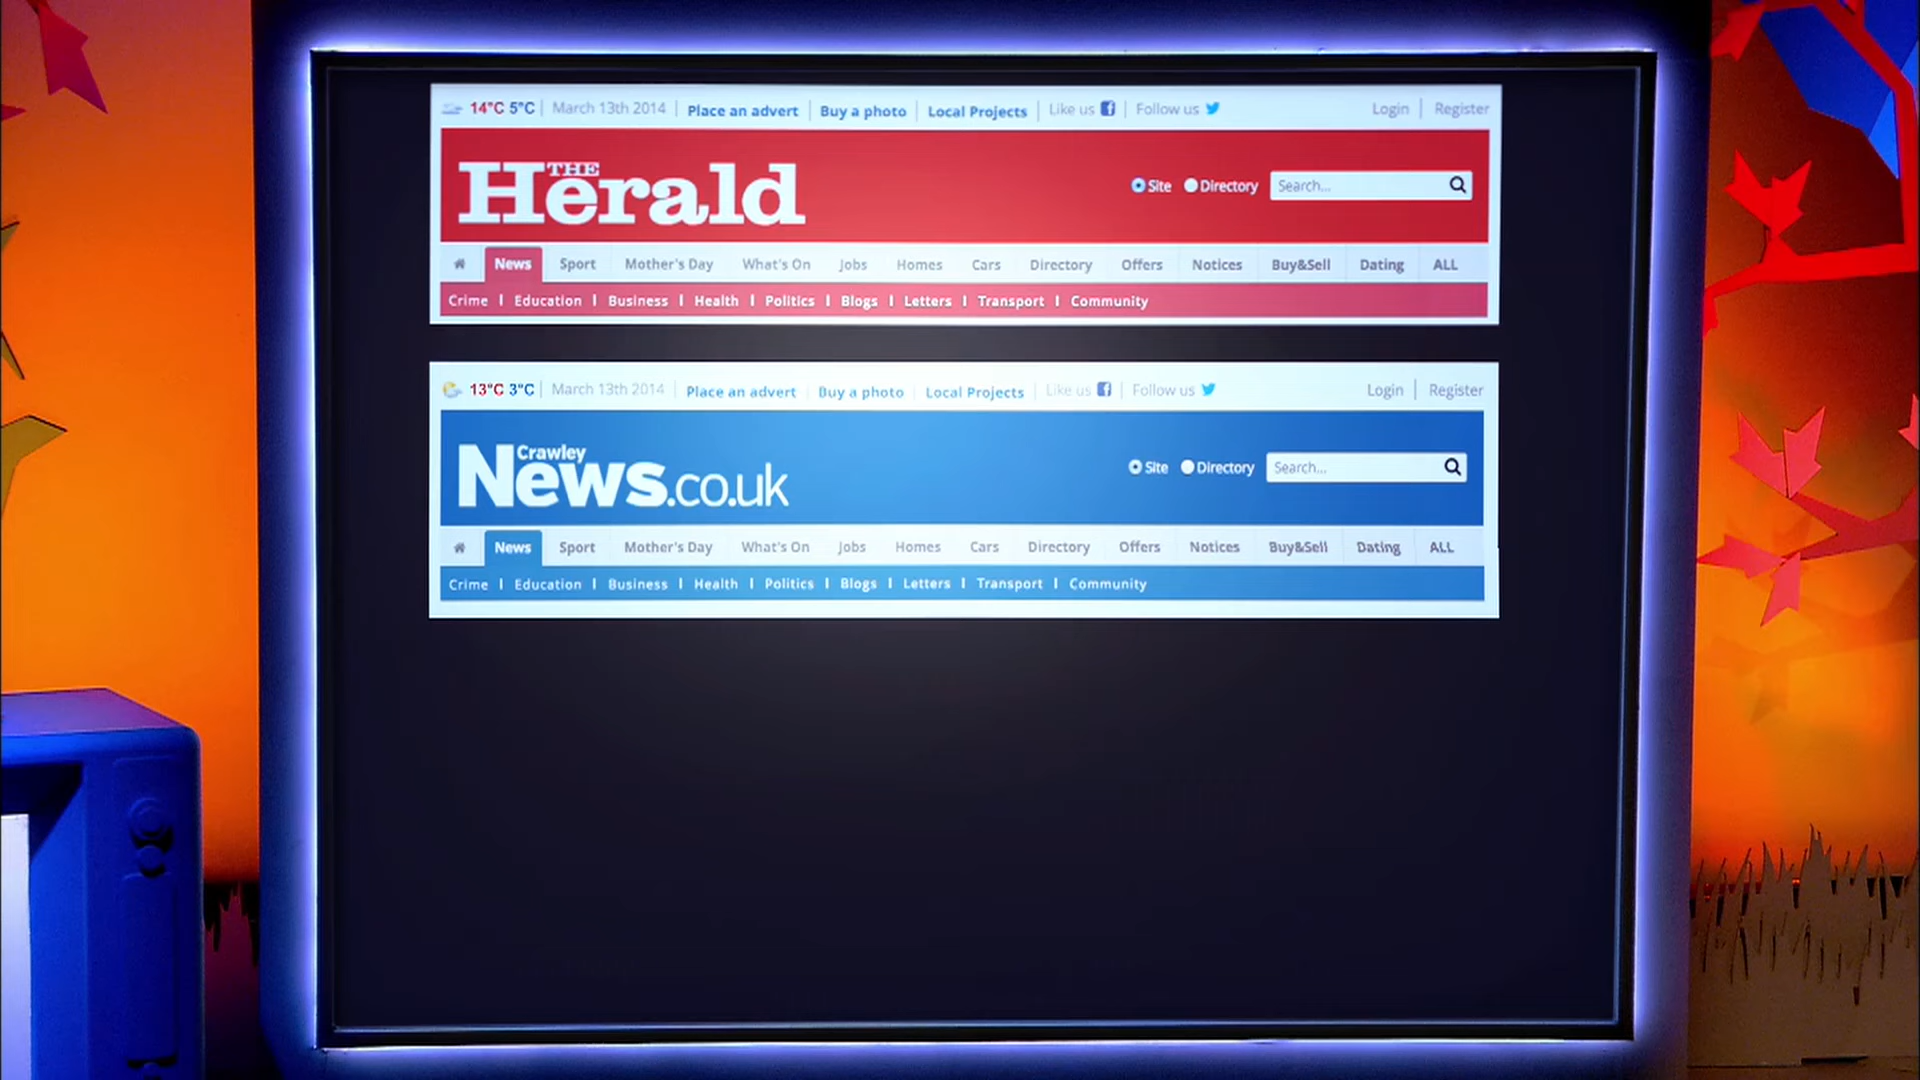 14°C 5°C March 13th 2014 Place an advert Buy a photo Local Projects Like us Follow us Login Register
THE
Herald
Site Directory Search...
News Sport Mother's Day What's On Jobs Homes Cars Directory Offers Notices Buy&Sell Dating ALL
Crime Education Business Health Politics Blogs Letters Transport Community
13°C 3°C March 13th 2014 Place an advert Buy a photo Local Projects Like us Follow us Login Register
Crawley
News.co.uk
Site Directory Search...
News Sport Mother's Day What's On Jobs Homes Cars Directory Offers Notices Buy&Sell Dating ALL
Crime Education Business Health Politics Blogs Letters Transport Community